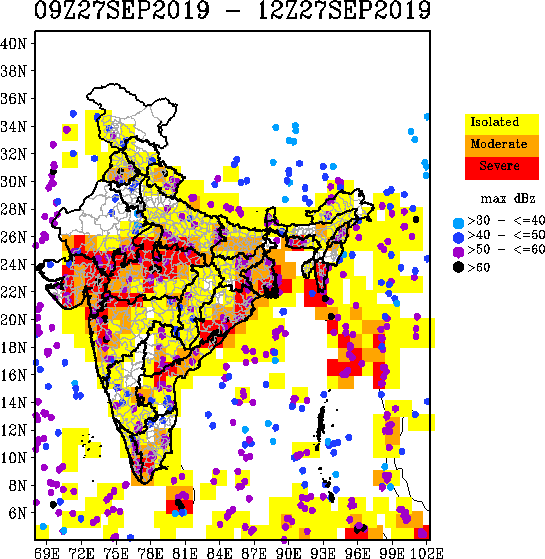 09Z27SEP2019 - 12Z27SEP2019
40N
38N
36N
34N
32N
30N
28N
26N
24N
22N
20N
18N
16N
14N
12N
10N
8N
6N
69E 72E 75E 78E 81E 84E 87E 90E 93E 96E 99E 102E
Isolated
Moderate
Severe
max dBz
>30 - <=40
>40 - <=50
>50 - <=60
>60